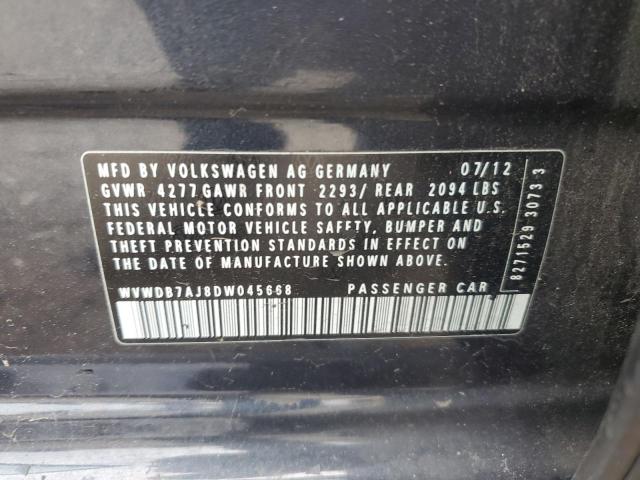 MFD BY VOLKSWAGEN AG GERMANY 07/12
GVWR 4277 GAWR FRONT 2293/ REAR 2094 LBS
THIS VEHICLE CONFORMS TO ALL APPLICABLE U.S.
FEDERAL MOTOR VEHICLE SAFETY, BUMPER AND
THEFT PREVENTION STANDARDS IN EFFECT ON
THE DATE OF MANUFACTURE SHOWN ABOVE.
WVWDB7AJ8DW045668 PASSENGER CAR
8271529 3073 3